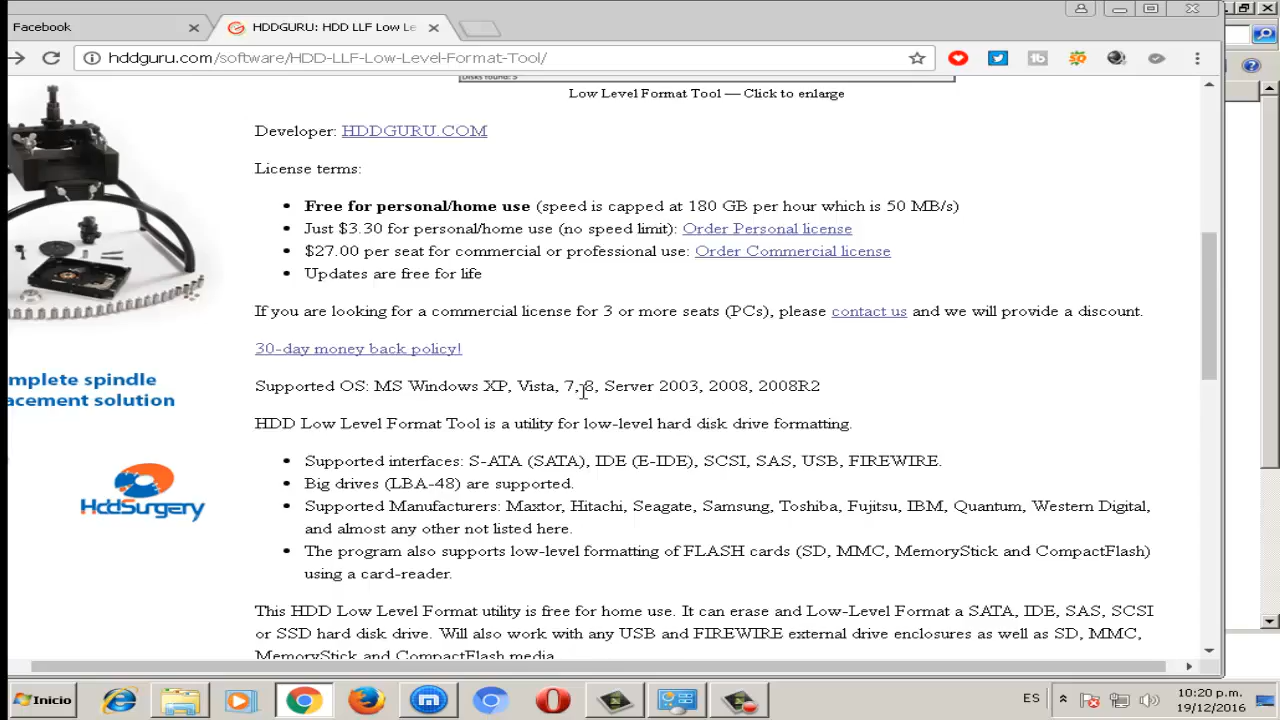 Facebook
HDDGURU: HDD LLF Low Le
hddguru.com/software/HDD-LLF-Low-Level-Format-Tool/
Disks found: 5
Low Level Format Tool — Click to enlarge
Developer: HDDGURU.COM
License terms:
Free for personal/home use (speed is capped at 180 GB per hour which is 50 MB/s)
Just $3.30 for personal/home use (no speed limit): Order Personal license
$27.00 per seat for commercial or professional use: Order Commercial license
Updates are free for life
If you are looking for a commercial license for 3 or more seats (PCs), please contact us and we will provide a discount.
30-day money back policy!
Supported OS: MS Windows XP, Vista, 7, 8, Server 2003, 2008, 2008R2
HDD Low Level Format Tool is a utility for low-level hard disk drive formatting.
Supported interfaces: S-ATA (SATA), IDE (E-IDE), SCSI, SAS, USB, FIREWIRE.
Big drives (LBA-48) are supported.
Supported Manufacturers: Maxtor, Hitachi, Seagate, Samsung, Toshiba, Fujitsu, IBM, Quantum, Western Digital,
and almost any other not listed here.
The program also supports low-level formatting of FLASH cards (SD, MMC, MemoryStick and CompactFlash)
using a card-reader.
This HDD Low Level Format utility is free for home use. It can erase and Low-Level Format a SATA, IDE, SAS, SCSI
or SSD hard disk drive. Will also work with any USB and FIREWIRE external drive enclosures as well as SD, MMC,
MemoryStick and CompactFlash media.
mplete spindle
acement solution
HddSurgery
Inicio
ES
10:20 p.m.
19/12/2016